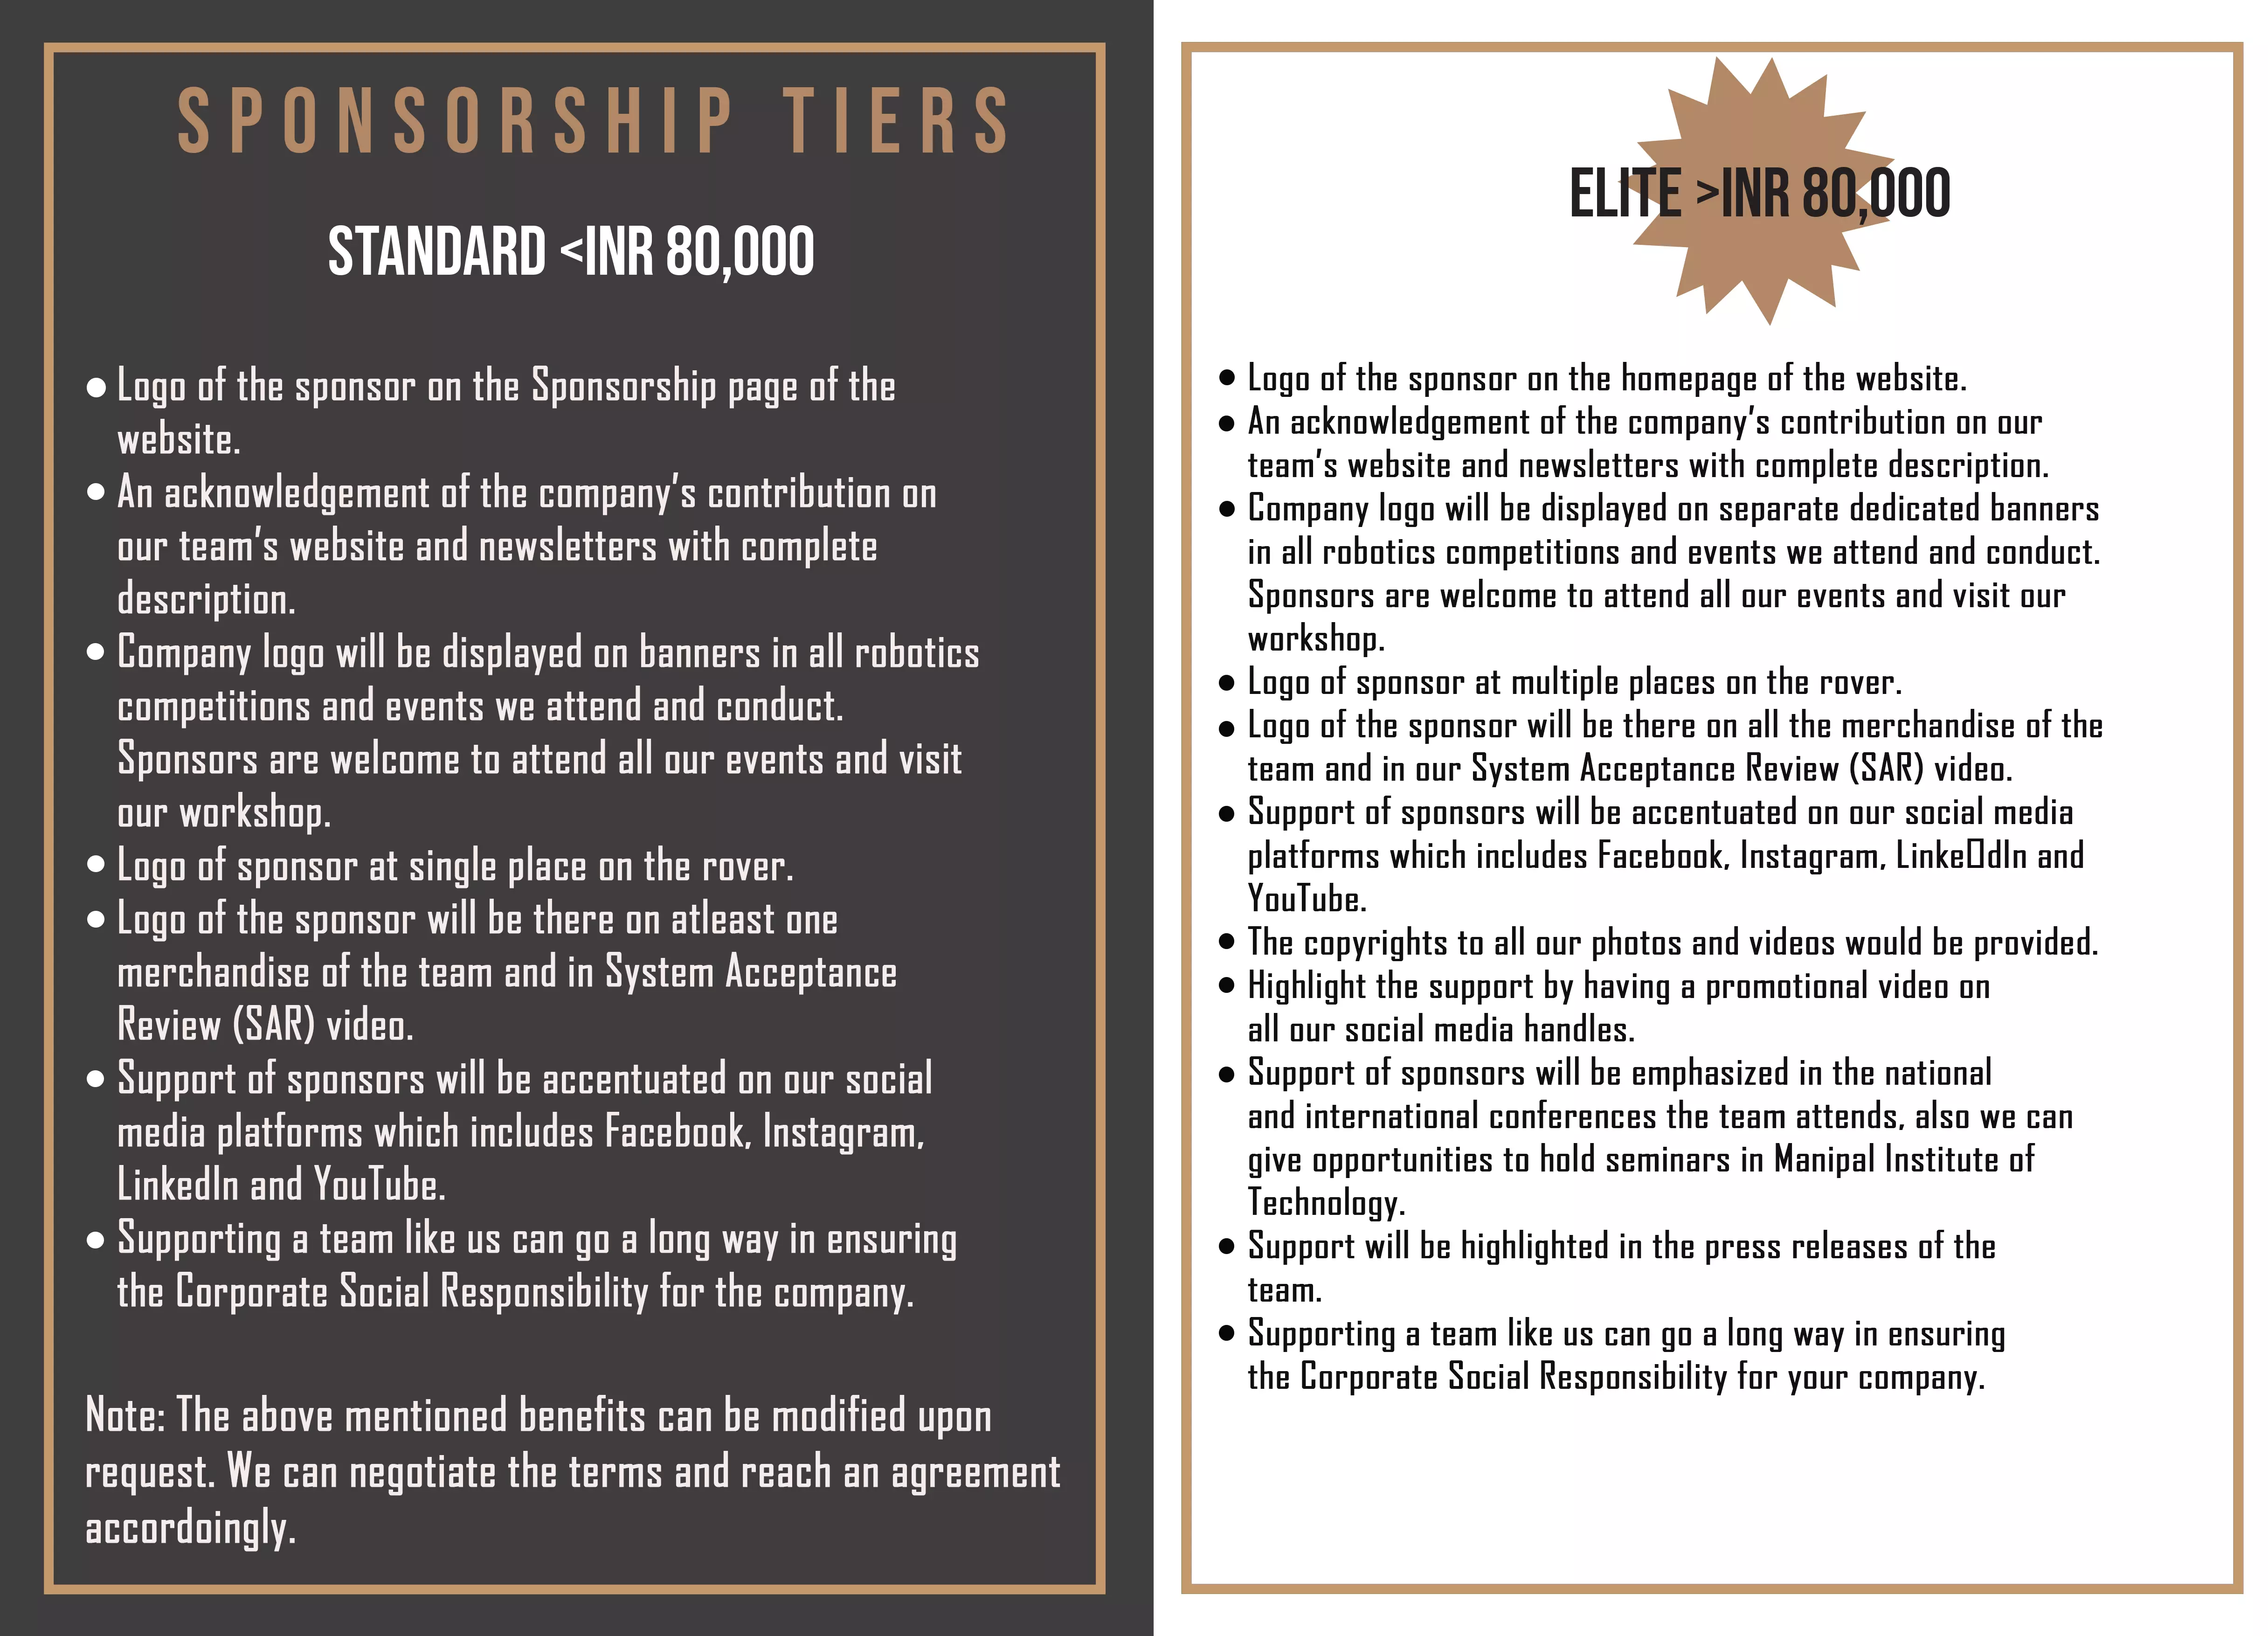 SPONSORSHIP TIERS
STANDARD <INR 80,000
• Logo of the sponsor on the Sponsorship page of the
website.
• An acknowledgement of the company's contribution on
our team's website and newsletters with complete
description.
• Company logo will be displayed on banners in all robotics
competitions and events we attend and conduct.
Sponsors are welcome to attend all our events and visit
our workshop.
• Logo of sponsor at single place on the rover.
• Logo of the sponsor will be there on atleast one
merchandise of the team and in System Acceptance
Review (SAR) video.
• Support of sponsors will be accentuated on our social
media platforms which includes Facebook, Instagram,
LinkedIn and YouTube.
• Supporting a team like us can go a long way in ensuring
the Corporate Social Responsibility for the company.
Note: The above mentioned benefits can be modified upon
request. We can negotiate the terms and reach an agreement
accordoingly.
ELITE >INR 80,000
• Logo of the sponsor on the homepage of the website.
• An acknowledgement of the company's contribution on our
team's website and newsletters with complete description.
• Company logo will be displayed on separate dedicated banners
in all robotics competitions and events we attend and conduct.
Sponsors are welcome to attend all our events and visit our
workshop.
• Logo of sponsor at multiple places on the rover.
• Logo of the sponsor will be there on all the merchandise of the
team and in our System Acceptance Review (SAR) video.
• Support of sponsors will be accentuated on our social media
platforms which includes Facebook, Instagram, Linke▯dIn and
YouTube.
• The copyrights to all our photos and videos would be provided.
• Highlight the support by having a promotional video on
all our social media handles.
• Support of sponsors will be emphasized in the national
and international conferences the team attends, also we can
give opportunities to hold seminars in Manipal Institute of
Technology.
• Support will be highlighted in the press releases of the
team.
• Supporting a team like us can go a long way in ensuring
the Corporate Social Responsibility for your company.